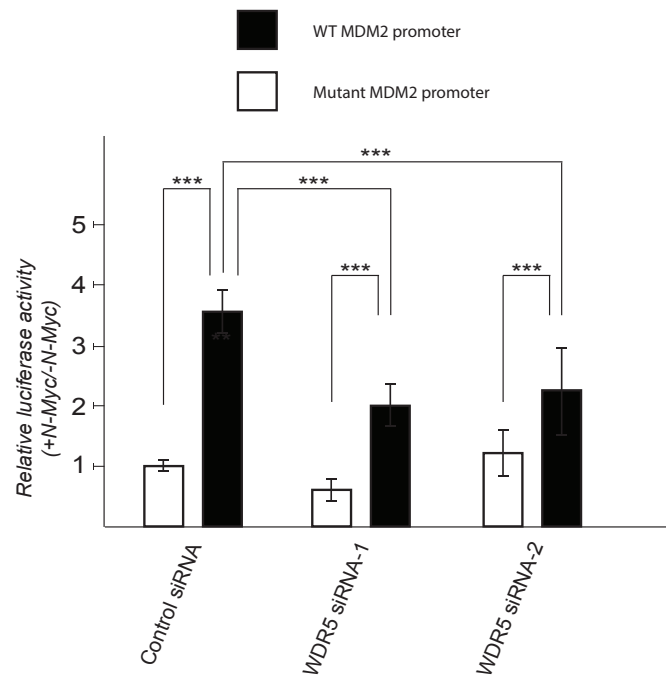 WT MDM2 promoter
Mutant MDM2 promoter
***
***
***
***
***
**
5
4
3
2
1
Relative luciferase activity
(+N-Myc/-N-Myc)
Control siRNA
WDR5 siRNA-1
WDR5 siRNA-2